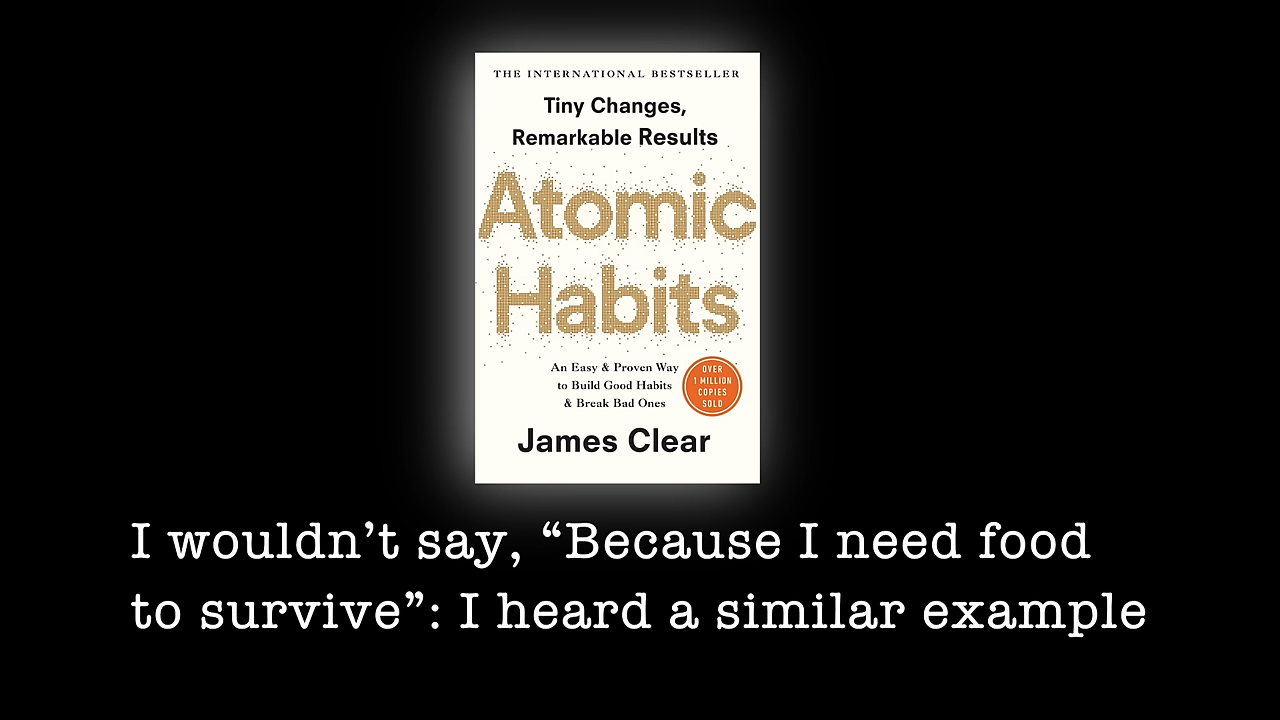 THE INTERNATIONAL BESTSELLER
Tiny Changes,
Remarkable Results
Atomic
Habits
An Easy & Proven Way
to Build Good Habits
& Break Bad Ones
OVER
1 MILLION
COPIES
SOLD
James Clear
I wouldn’t say, “Because I need food
to survive”: I heard a similar example